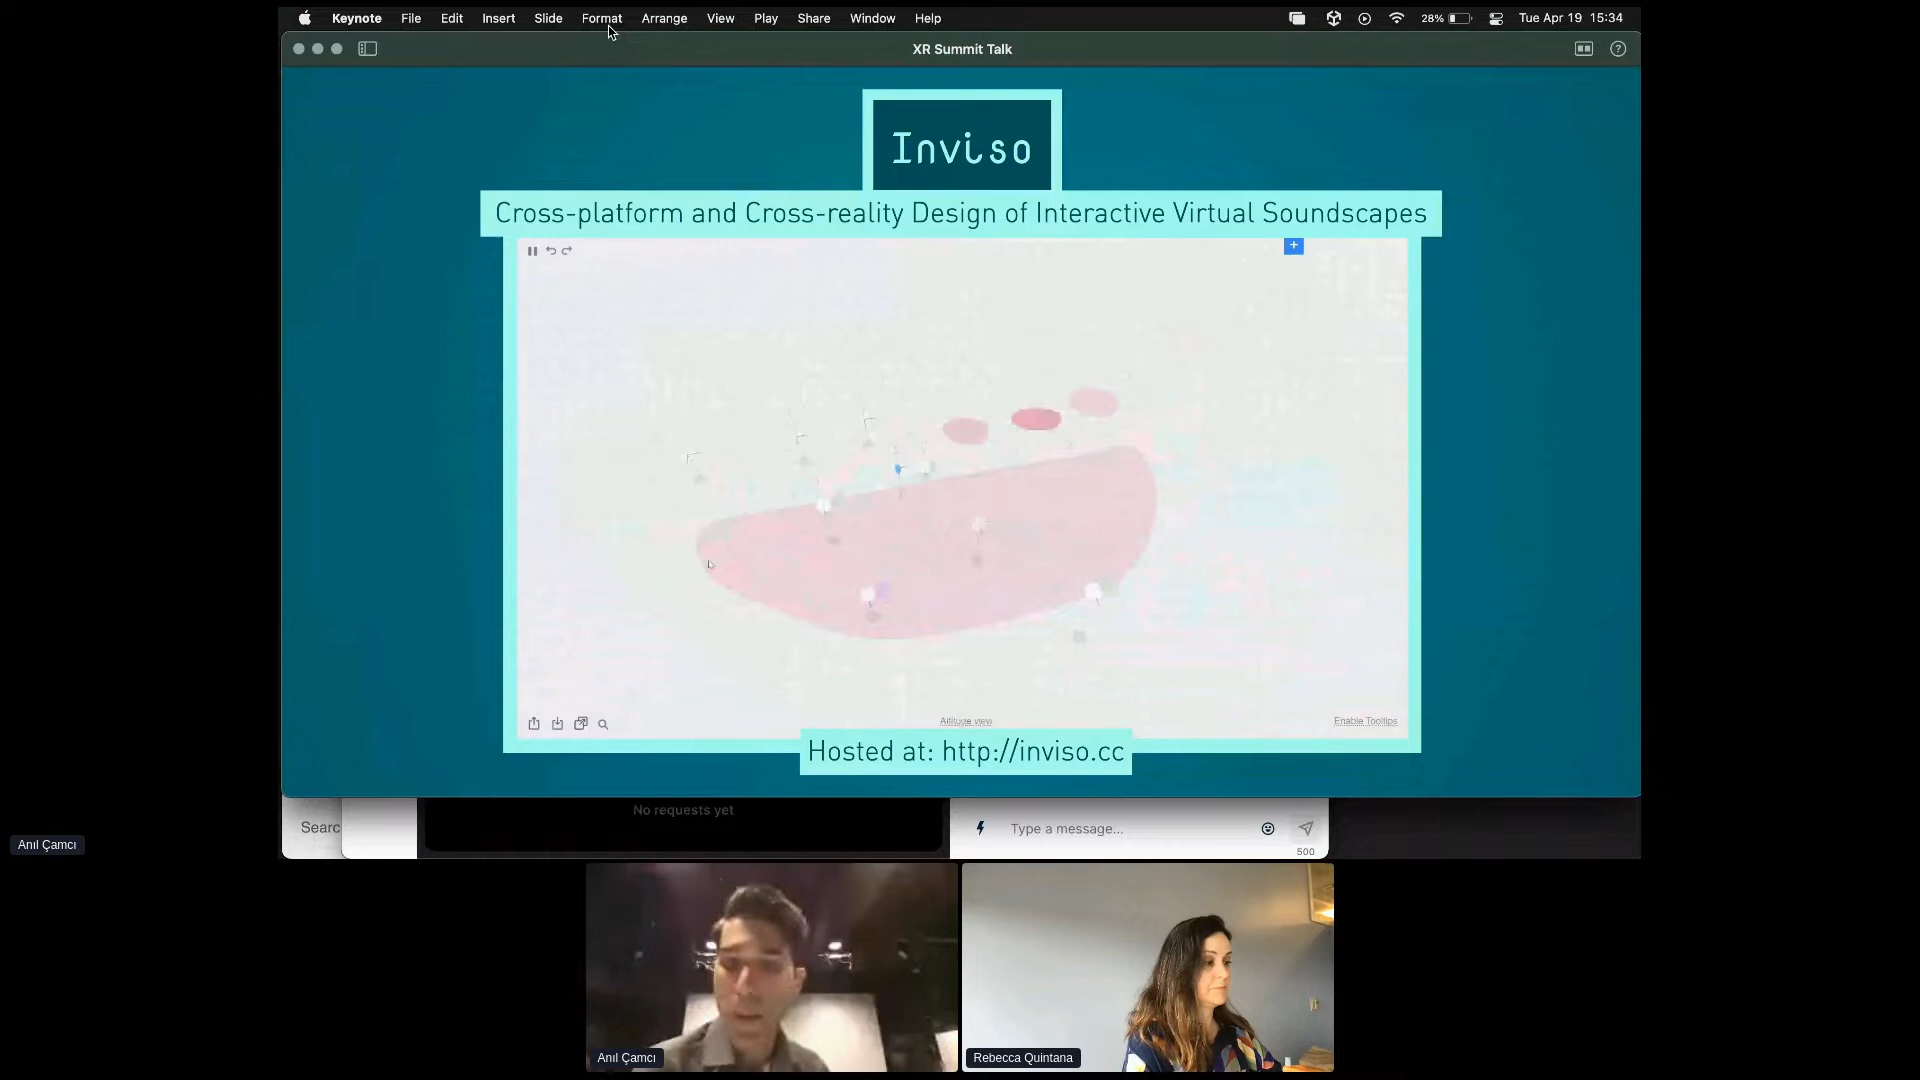 Keynote File Edit Insert Slide Format Arrange View Play Share Window Help 28% Tue Apr 19 15:34
XR Summit Talk
Inviso
Cross-platform and Cross-reality Design of Interactive Virtual Soundscapes
Altitude view
Enable Tooltips
Hosted at: http://inviso.cc
No requests yet
Searc
Type a message...
500
Anıl Çamcı
Anıl Çamcı
Rebecca Quintana